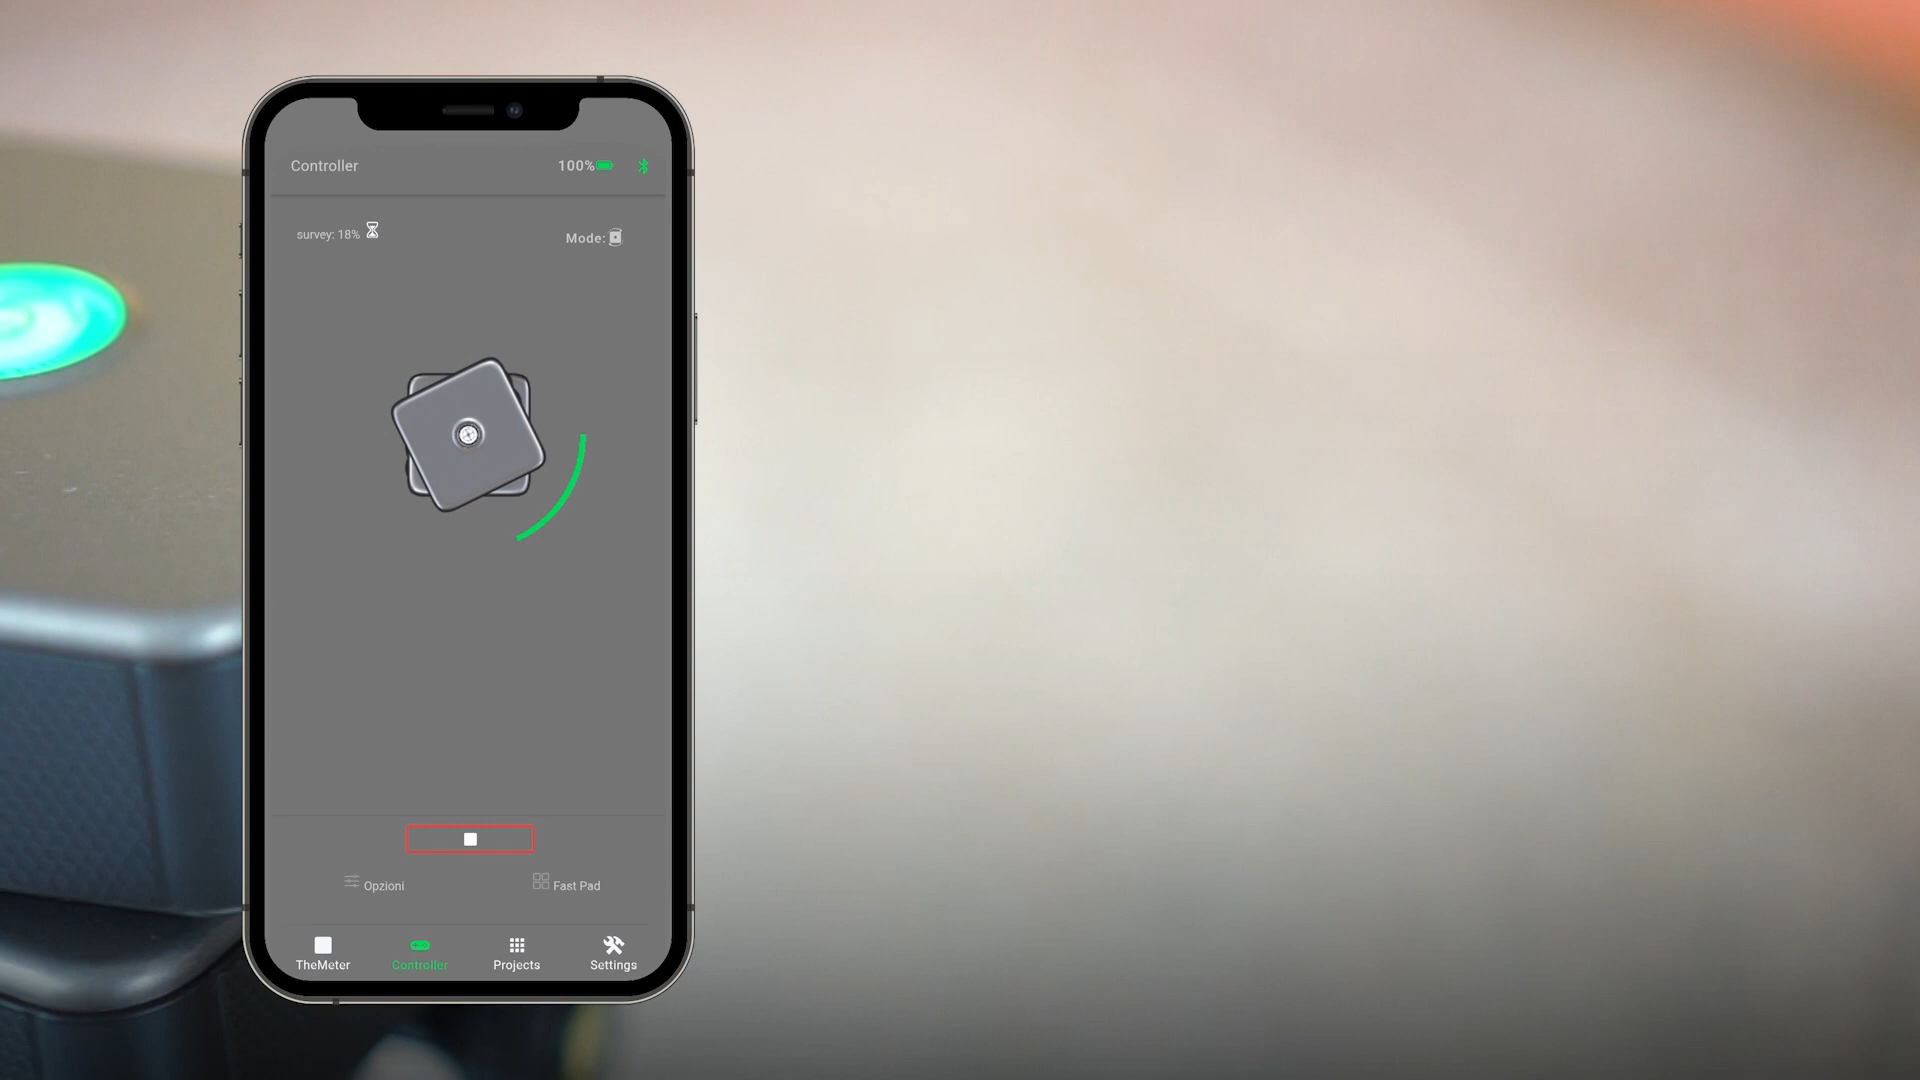 Controller 100%
survey: 18% Mode:
Opzioni Fast Pad
TheMeter Controller Projects Settings